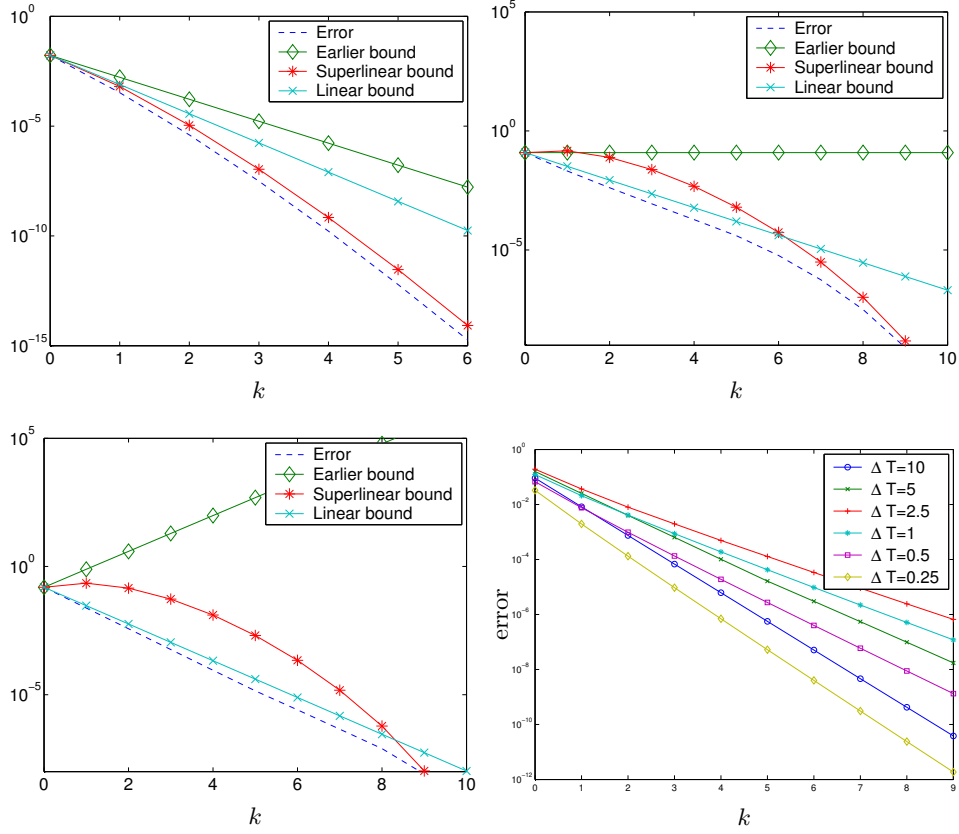 10^0
10^-5
10^-10
10^-15
0 1 2 3 4 5 6
k
Error
Earlier bound
Superlinear bound
Linear bound
10^5
10^0
10^-5
0 2 4 6 8 10
k
Error
Earlier bound
Superlinear bound
Linear bound
10^5
10^0
10^-5
0 2 4 6 8 10
k
Error
Earlier bound
Superlinear bound
Linear bound
10^0
10^-2
10^-4
10^-6
10^-8
10^-10
10^-12
error
0 1 2 3 4 5 6 7 8 9
k
Δ T=10
Δ T=5
Δ T=2.5
Δ T=1
Δ T=0.5
Δ T=0.25